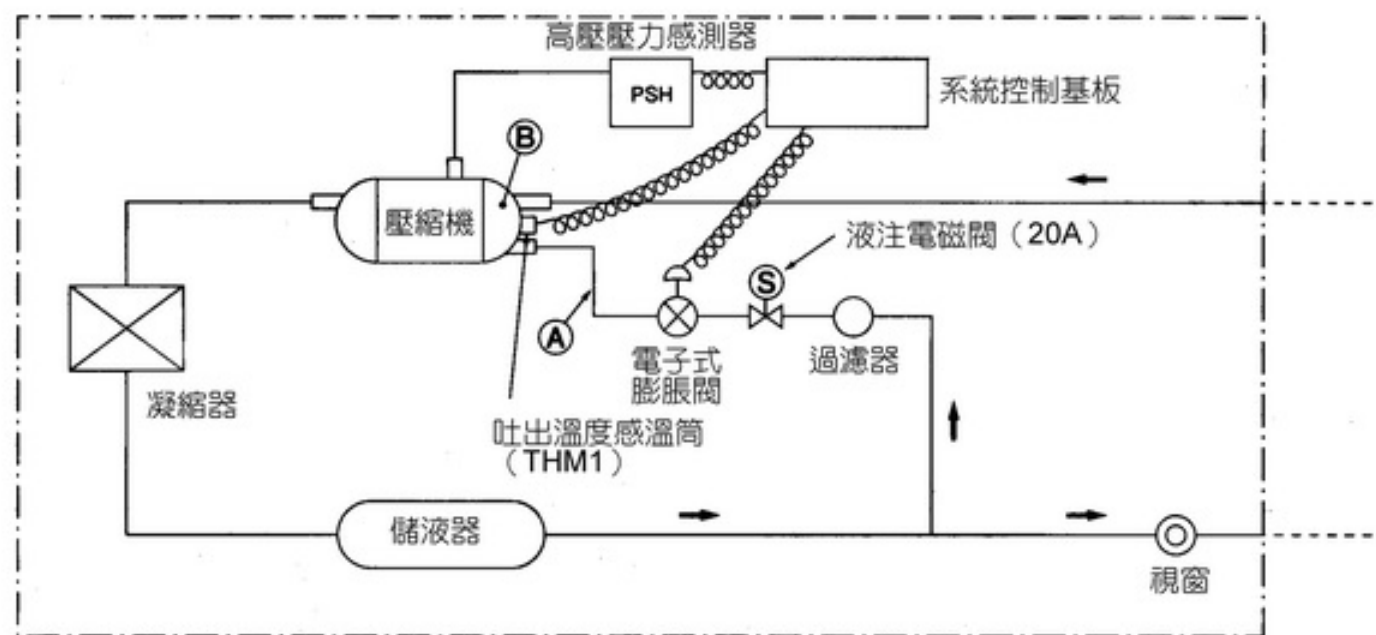 高壓壓力感測器
PSH
系統控制基板
B
壓縮機
液注電磁閥（20A）
S
A
電子式
膨脹閥
過濾器
凝縮器
吐出溫度感溫筒
（THM1）
儲液器
視窗